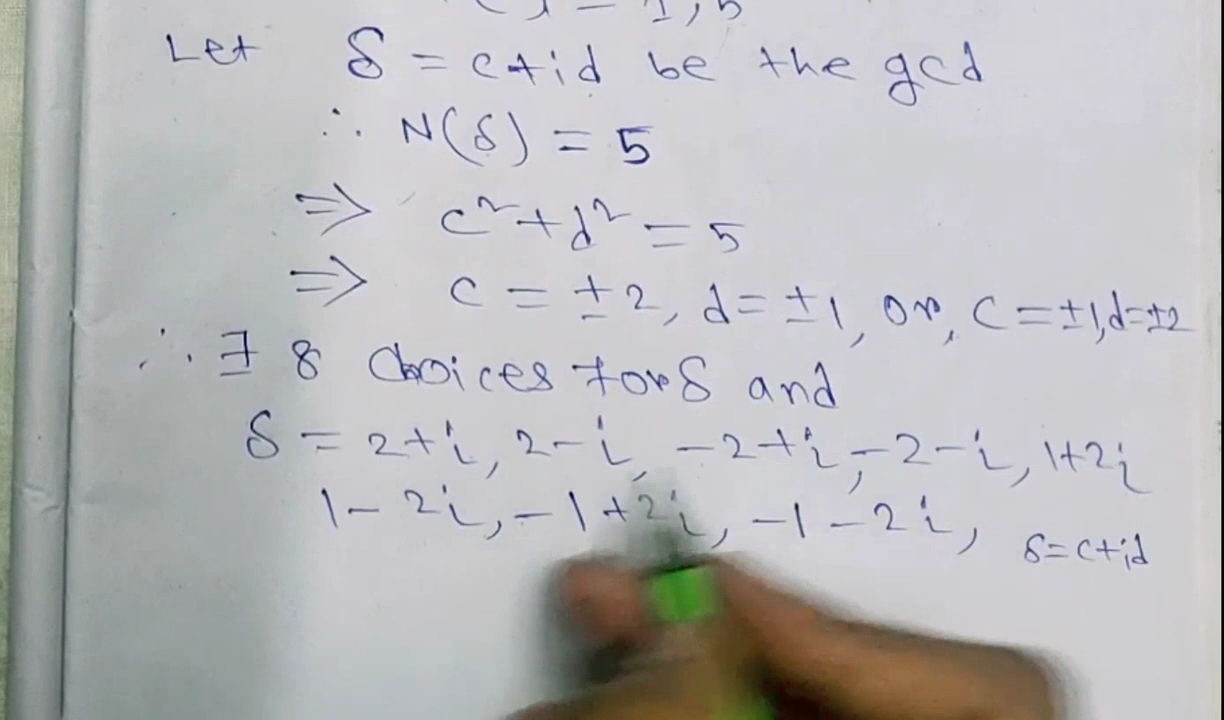 Let δ = c+id be the gcd
∴ N(δ) = 5
⇒ c²+d² = 5
⇒ c = ±2, d = ±1, or, c = ±1, d = ±2
∴ ∃ 8 choices for δ and
δ = 2+i, 2-i, -2+i, -2-i, 1+2i
1-2i, -1+2i, -1-2i,
δ=c+id